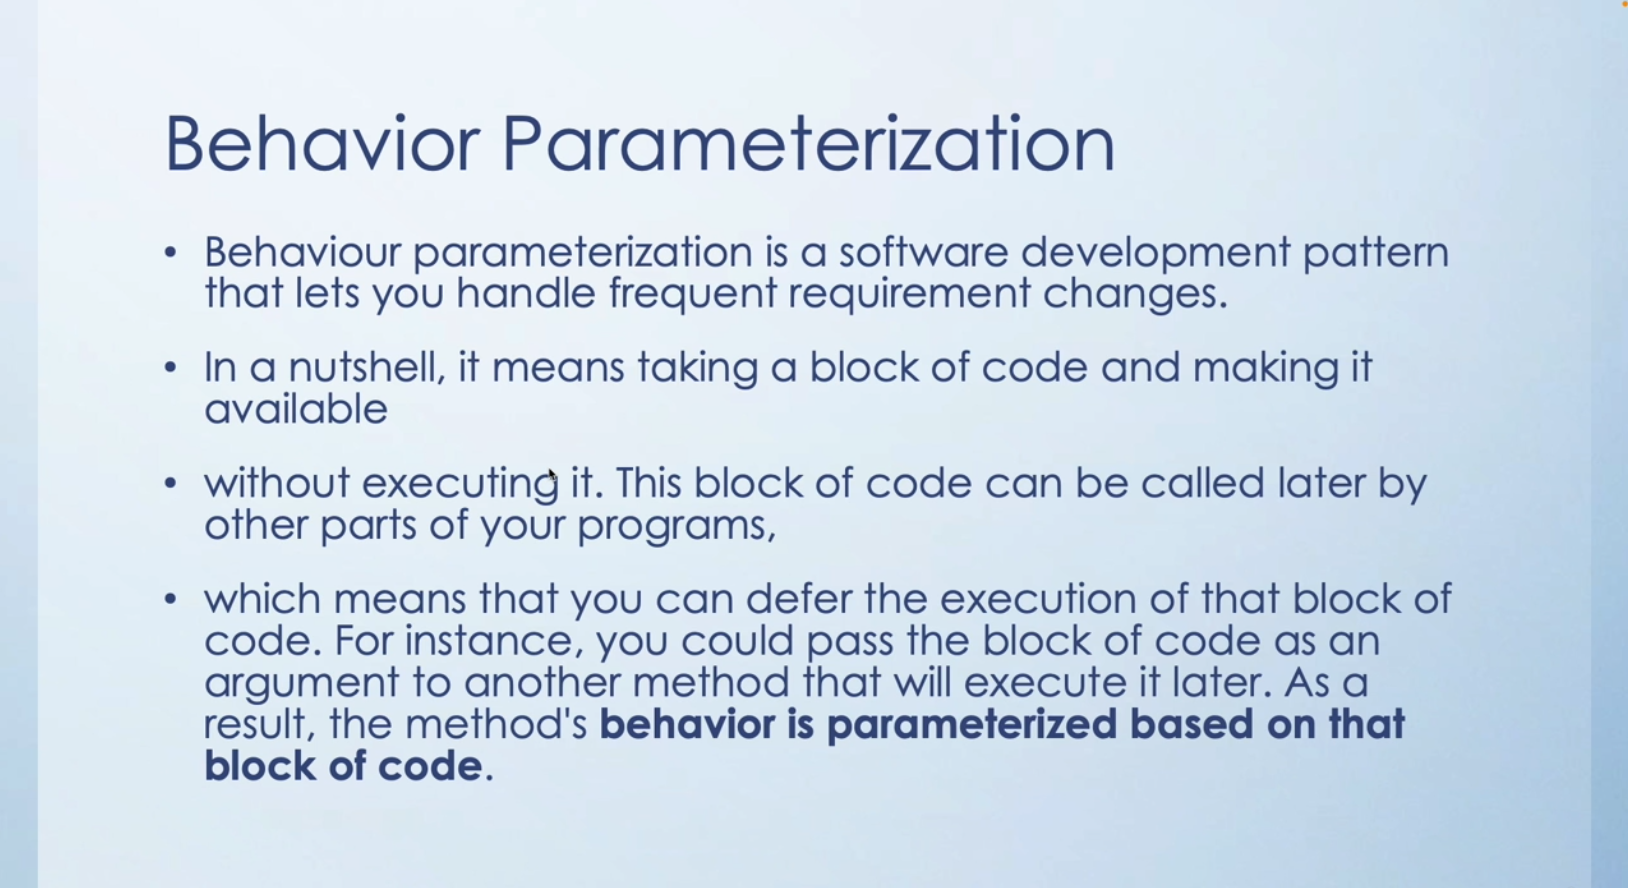 Behavior Parameterization
• Behaviour parameterization is a software development pattern
that lets you handle frequent requirement changes.
• In a nutshell, it means taking a block of code and making it
available
• without executing it. This block of code can be called later by
other parts of your programs,
• which means that you can defer the execution of that block of
code. For instance, you could pass the block of code as an
argument to another method that will execute it later. As a
result, the method's behavior is parameterized based on that
block of code.